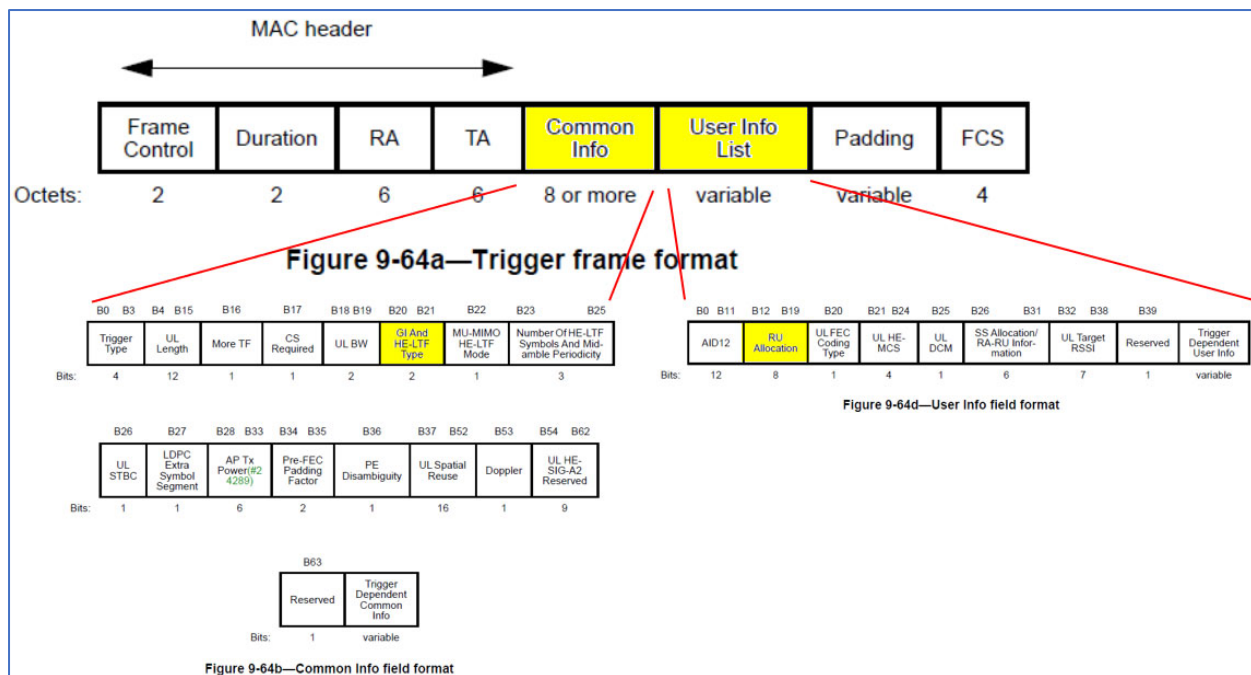 MAC header
Frame Control Duration RA TA Common Info User Info List Padding FCS
Octets: 2 2 6 6 8 or more variable variable 4
Figure 9-64a—Trigger frame format
B0 B3 B4 B15 B16 B17 B18 B19 B20 B21 B22 B23 B25
Trigger Type UL Length More TF CS Required UL BW GI And HE-LTF Type MU-MIMO HE-LTF Mode Number Of HE-LTF Symbols And Mid-amble Periodicity
Bits: 4 12 1 1 2 2 1 3
B26 B27 B28 B33 B34 B35 B36 B37 B52 B53 B54 B62
UL STBC LDPC Extra Symbol Segment AP Tx Power(#24289) Pre-FEC Padding Factor PE Disambiguity UL Spatial Reuse Doppler UL HE-SIG-A2 Reserved
Bits: 1 1 6 2 1 16 1 9
B63
Reserved Trigger Dependent Common Info
Bits: 1 variable
Figure 9-64b—Common Info field format
B0 B11 B12 B19 B20 B21 B24 B25 B26 B31 B32 B38 B39
AID12 RU Allocation UL FEC Coding Type UL HE-MCS UL DCM SS Allocation/ RA-RU Information UL Target RSSI Reserved Trigger Dependent User Info
Bits: 12 8 1 4 1 6 7 1 variable
Figure 9-64d—User Info field format